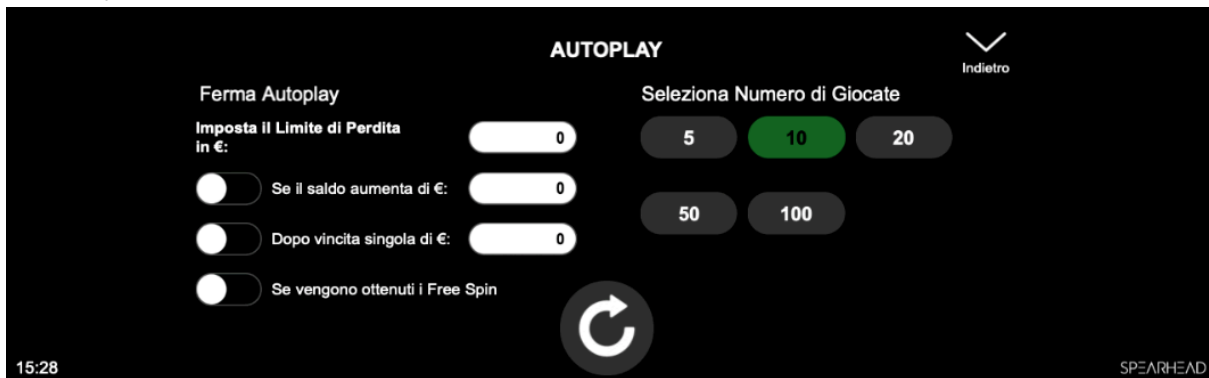 AUTOPLAY
Indietro
Ferma Autoplay
Imposta il Limite di Perdita
in €:
0
Se il saldo aumenta di €:
0
Dopo vincita singola di €:
0
Se vengono ottenuti i Free Spin
Seleziona Numero di Giocate
5 10 20
50 100
15:28
SPEARHEAD